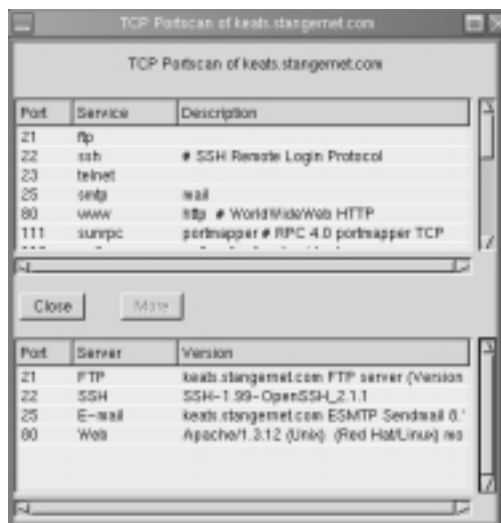 TCP Portscan of keats.stangernet.com
TCP Portscan of keats.stangernet.com
Port Service Description
21 ftp
22 ssh # SSH Remote Login Protocol
23 telnet
25 smtp mail
80 www http # WorldWideWeb HTTP
111 sunrpc portmapper # RPC 4.0 portmapper TCP
Close More
Port Server Version
21 FTP keats.stangernet.com FTP server (Version
22 SSH SSH-1.99-OpenSSH_2.1.1
25 E-mail keats.stangernet.com ESMTP Sendmail 8.
80 Web Apache/1.3.12 (Unix) (Red Hat/Linux) mo